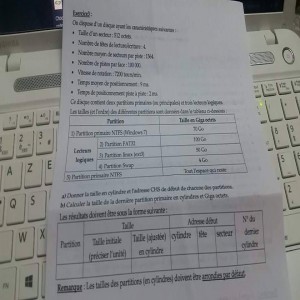 Exercice1 :
On dispose d'un disque ayant les caractéristiques suivantes :
• Taille d'un secteur : 512 octets.
• Nombre de têtes de lecture/écriture : 4.
• Nombre moyen de secteurs par piste :
• Nombre de pistes par face : 100 000.
• Vitesse de rotation : 7200 tours/min.
• Temps moyen de positionnement :
• Temps de positionnement piste à piste : 2 ms.
Ce disque contient deux partitions primaires (ou principales) et trois lecteurs logiques.
Les tailles (en l'ordre) des différentes partitions sont données dans le tableau ci-dessous.
Partition Taille en Giga octets
1) Partition primaire NTFS (Windows 7) 70 Go
Lecteurs logiques
2) Partition FAT32 100 Go
3) Partition linux (ext3) 50 Go
4) Partition Swap 4 Go
5) Partition primaire NTFS Tout l'espace qui reste.
a) Donner la taille en cylindre et l'adresse CHS de début de chacune des partitions.
b) Calculer la taille de la dernière partition primaire en cylindres et Giga octets.
Les résultats doivent être sous la forme suivante :
Partition Taille Adresse début N° du dernier cylindre
Taille initiale (préciser l'unité) Taille (ajustée) en cylindre cylindre tête secteur
Remarque : Les tailles des partitions (en cylindres) doivent être arrondies par défaut.